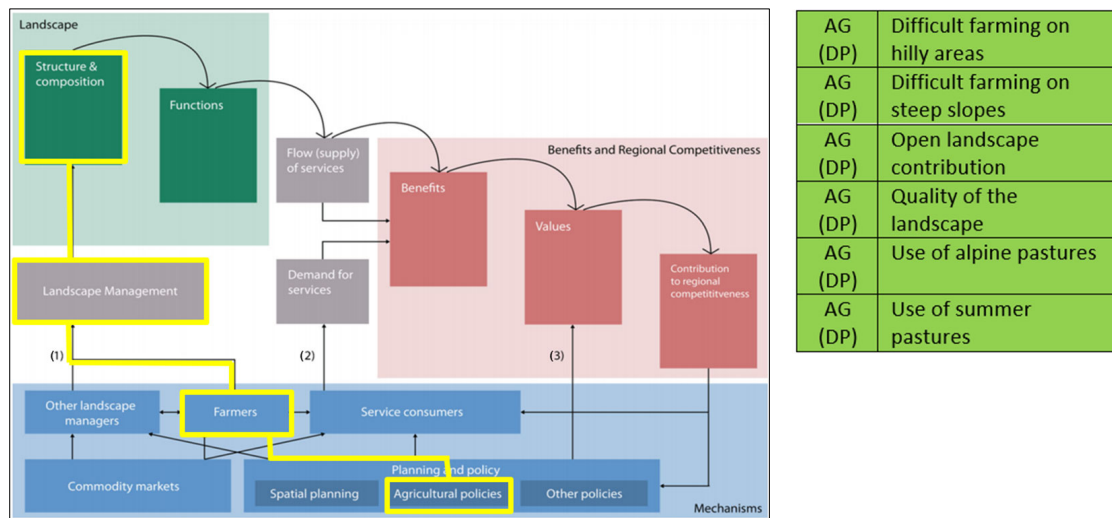 Landscape
Structure &
composition
Functions
Flow (supply)
of services
Benefits and Regional Competitiveness
Benefits
Values
Contribution
to regional
competititveness
Landscape Management
Demand for
services
(1)
(2)
(3)
Other landscape
managers
Farmers
Service consumers
Commodity markets
Planning and policy
Spatial planning
Agricultural policies
Other policies
Mechanisms
AG
(DP)
Difficult farming on
hilly areas
AG
(DP)
Difficult farming on
steep slopes
AG
(DP)
Open landscape
contribution
AG
(DP)
Quality of the
landscape
AG
(DP)
Use of alpine pastures
AG
(DP)
Use of summer
pastures